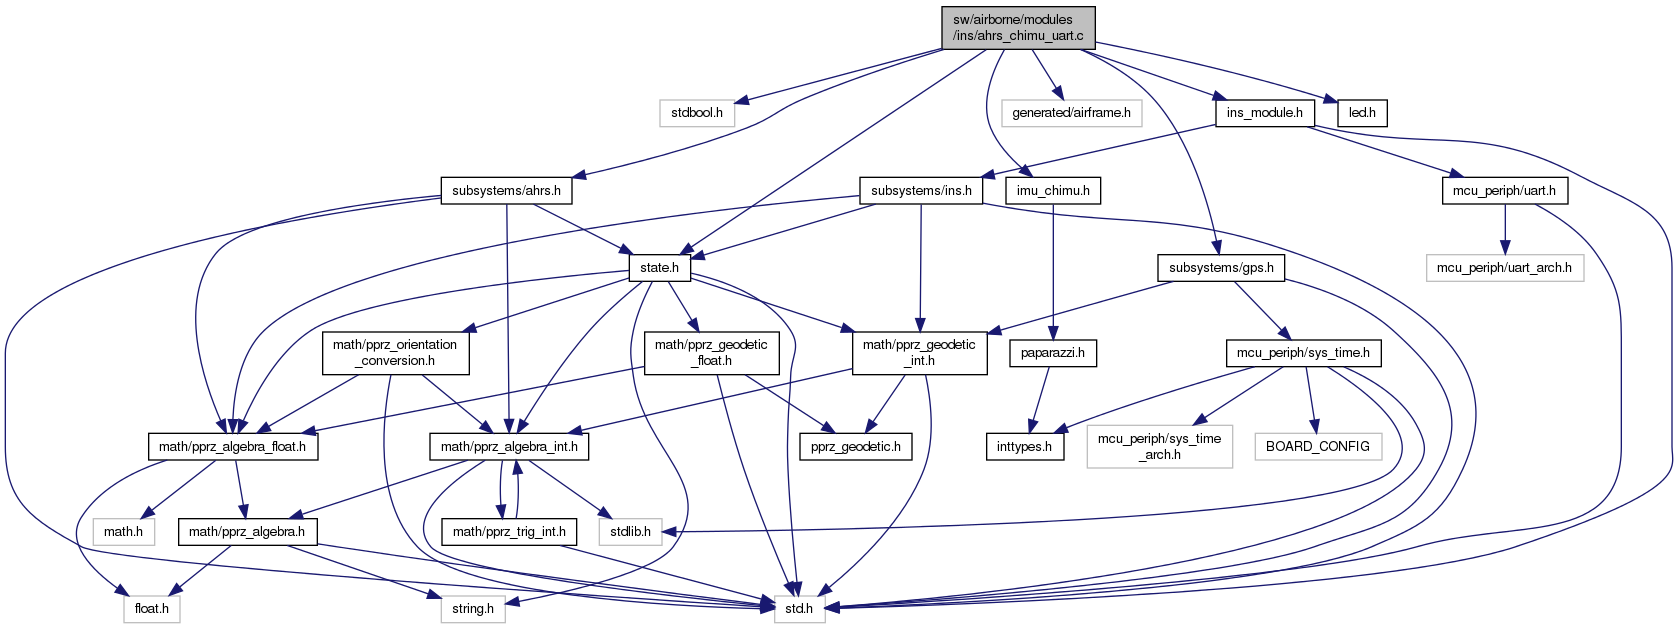 sw/airborne/modules
/ins/ahrs_chimu_uart.c
stdbool.h
generated/airframe.h
ins_module.h
led.h
subsystems/ahrs.h
subsystems/ins.h
imu_chimu.h
mcu_periph/uart.h
state.h
subsystems/gps.h
mcu_periph/uart_arch.h
math/pprz_orientation
_conversion.h
math/pprz_geodetic
_float.h
math/pprz_geodetic
_int.h
paparazzi.h
mcu_periph/sys_time.h
math/pprz_algebra_float.h
math/pprz_algebra_int.h
pprz_geodetic.h
inttypes.h
mcu_periph/sys_time
_arch.h
BOARD_CONFIG
math.h
math/pprz_algebra.h
math/pprz_trig_int.h
stdlib.h
float.h
string.h
std.h